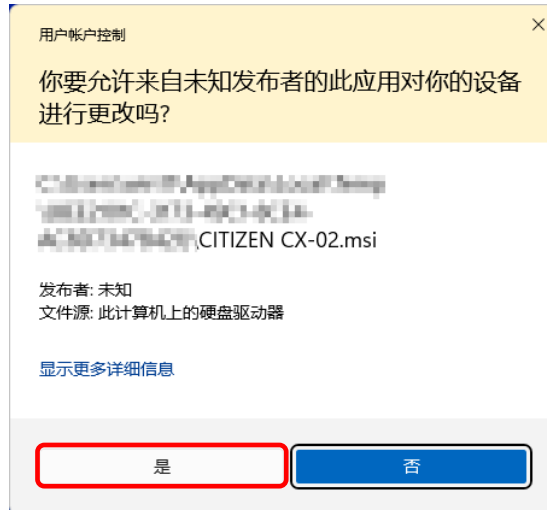 用户帐户控制
你要允许来自未知发布者的此应用对你的设备
进行更改吗?
CITIZEN CX-02.msi
发布者: 未知
文件源: 此计算机上的硬盘驱动器
显示更多详细信息
是
否